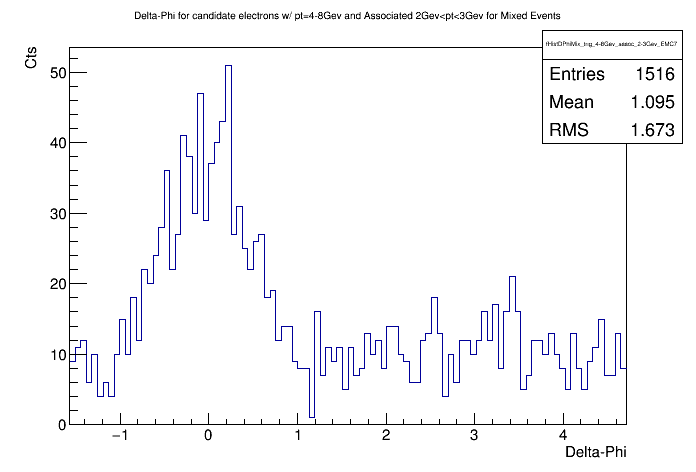 Delta-Phi for candidate electrons w/ pt=4-8Gev and Associated 2Gev<pt<3Gev for Mixed Events
Cts
fHistDPhiMix_trig_4-8Gev_assoc_2-3Gev_EMC7
Entries 1516
Mean 1.095
RMS 1.673
50
40
30
20
10
0
−1 0 1 2 3 4
Delta-Phi